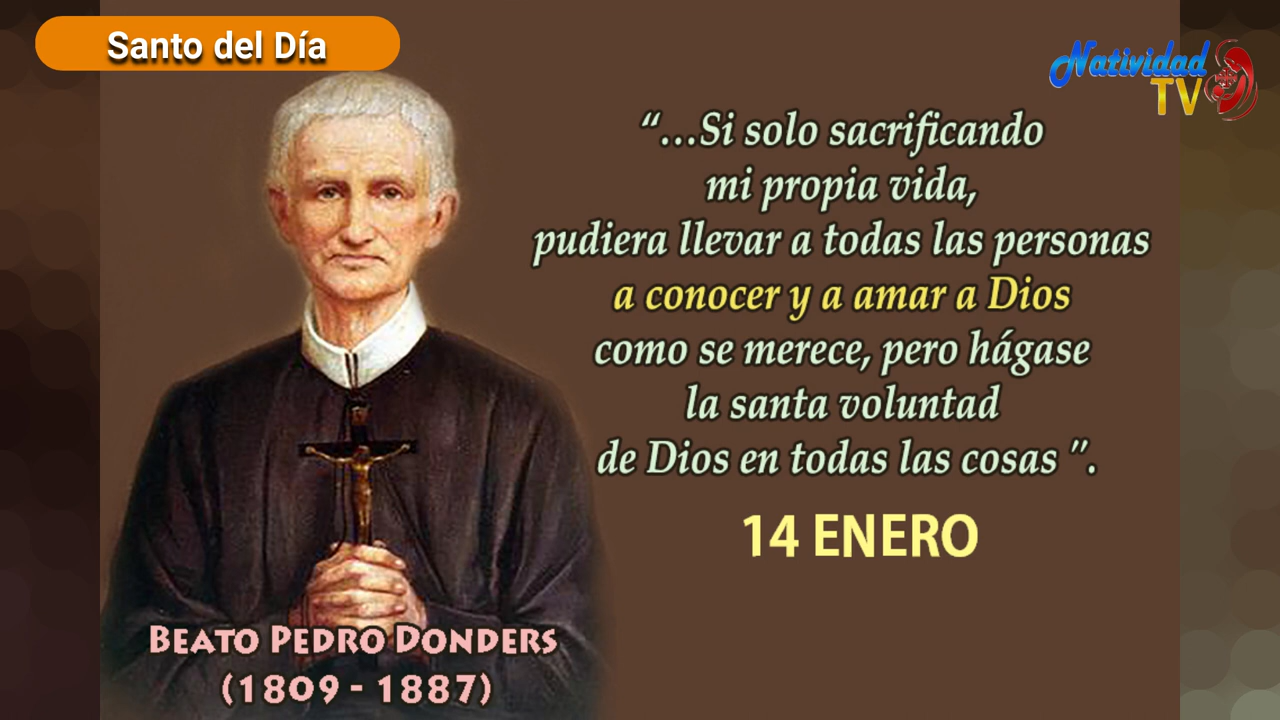 Santo del Día
Natividad
TV
“...Si solo sacrificando
mi propia vida,
pudiera llevar a todas las personas
a conocer y a amar a Dios
como se merece, pero hágase
la santa voluntad
de Dios en todas las cosas ”.
14 ENERO
BEATO PEDRO DONDERS
(1809 - 1887)